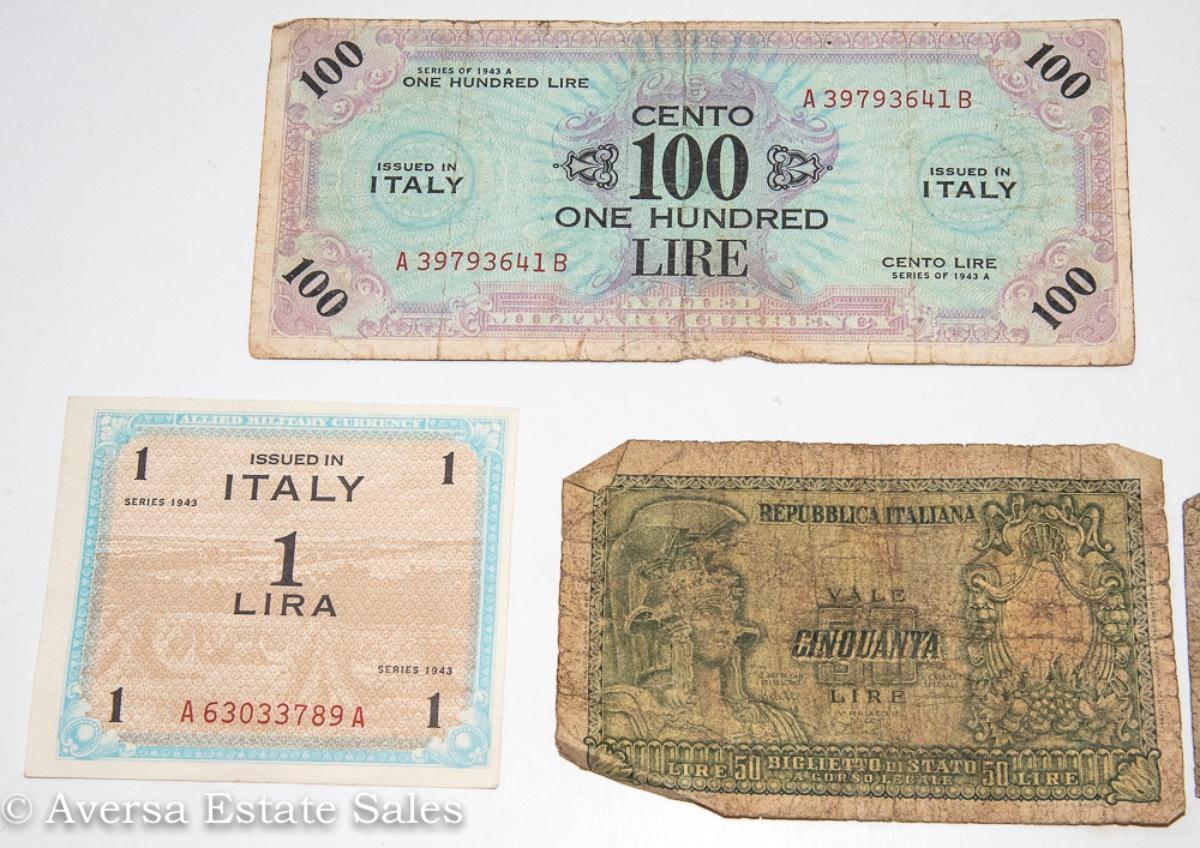 100
100
SERIES OF 1943 A
ONE HUNDRED LIRE
A 39793641 B
CENTO
100
ISSUED IN
ITALY
ISSUED IN
ITALY
ONE HUNDRED
LIRE
A 39793641 B
CENTO LIRE
SERIES OF 1943 A
100
100
MILITARY CURRENCY
ALLIED MILITARY CURRENCY
1
ISSUED IN
1
ITALY
SERIES 1943
1
LIRA
SERIES 1943
1
A 63033789 A
1
REPUBBLICA ITALIANA
VALE
50
CINQUANTA
LIRE
LIRE 50
BIGLIETTO DI STATO
50 LIRE
A CORSO LEGALE
© Aversa Estate Sales